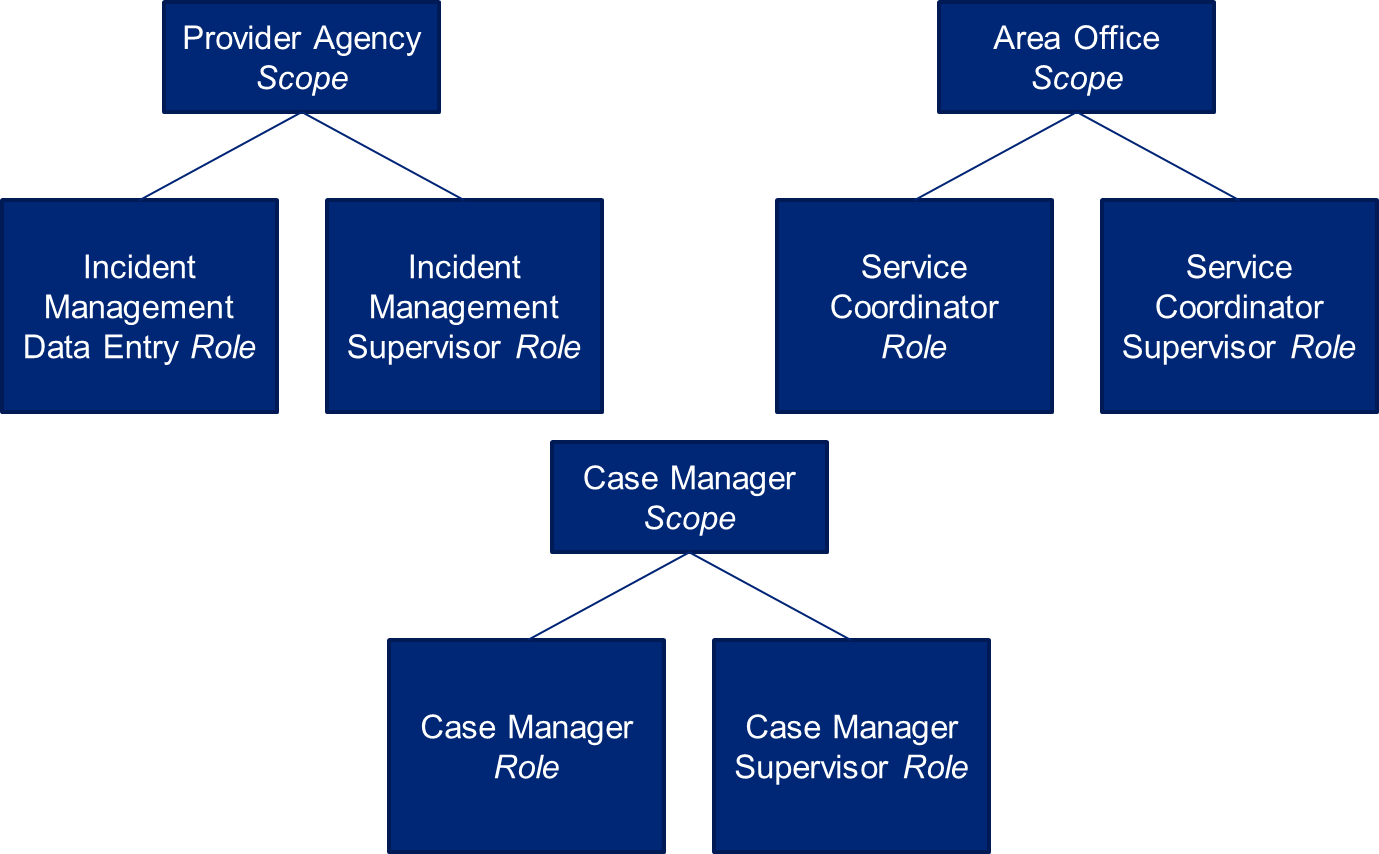 Provider Agency
Scope
Area Office
Scope
Incident
Management
Data Entry Role
Incident
Management
Supervisor Role
Service
Coordinator
Role
Service
Coordinator
Supervisor Role
Case Manager
Scope
Case Manager
Role
Case Manager
Supervisor Role